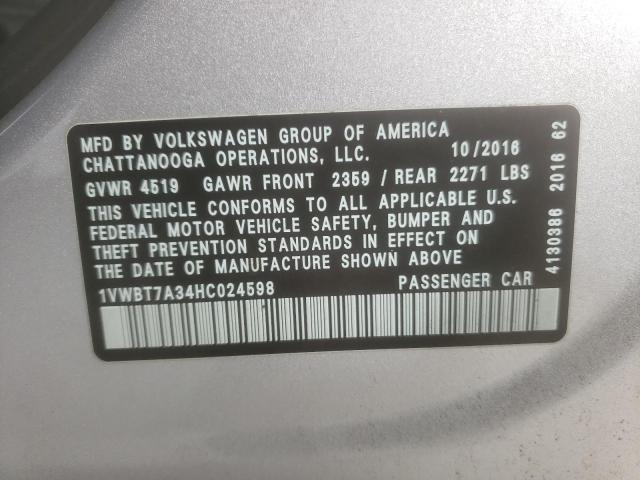 MFD BY VOLKSWAGEN GROUP OF AMERICA
CHATTANOOGA OPERATIONS, LLC. 10/2016
GVWR 4519 GAWR FRONT 2359 / REAR 2271 LBS
THIS VEHICLE CONFORMS TO ALL APPLICABLE U.S.
FEDERAL MOTOR VEHICLE SAFETY, BUMPER AND
THEFT PREVENTION STANDARDS IN EFFECT ON
THE DATE OF MANUFACTURE SHOWN ABOVE
1VWBT7A34HC024598 PASSENGER CAR
4130386 2016 62